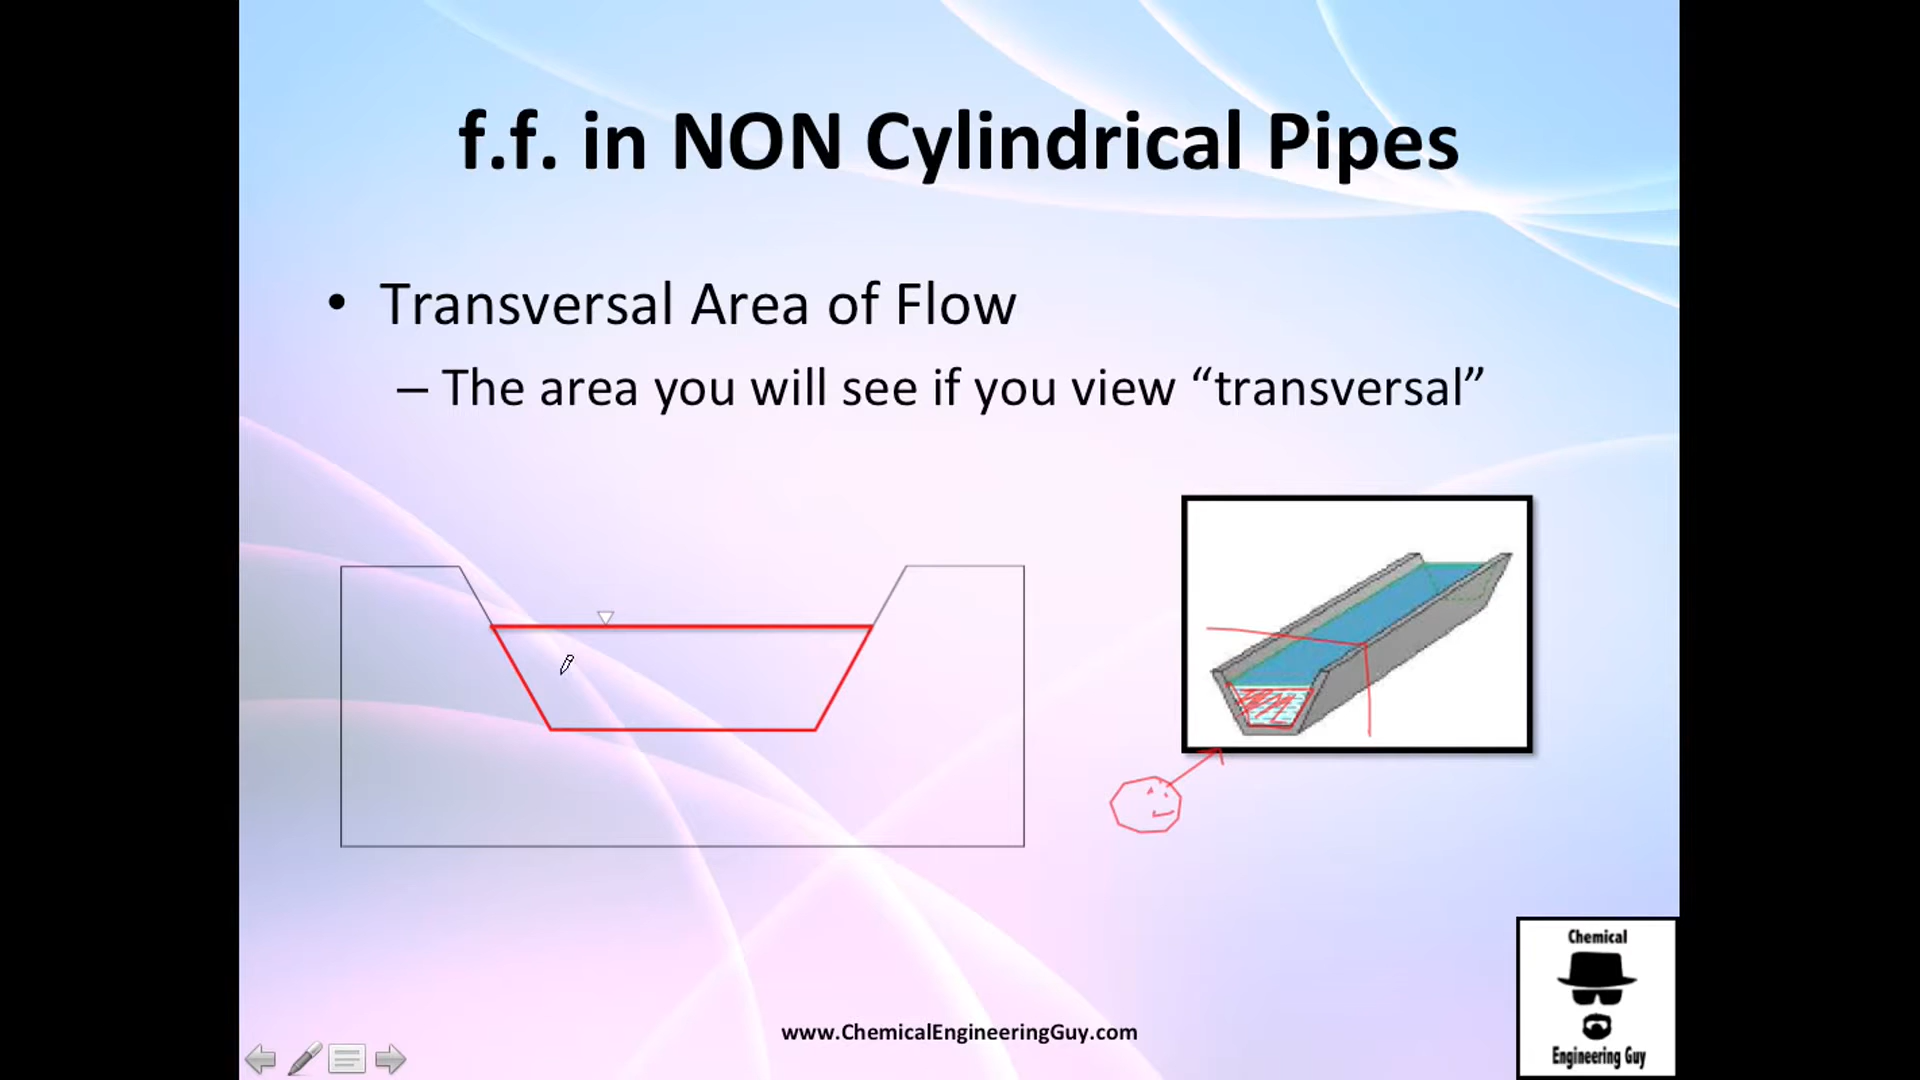 f.f. in NON Cylindrical Pipes
• Transversal Area of Flow
– The area you will see if you view “transversal”
Chemical
Engineering Guy
www.ChemicalEngineeringGuy.com